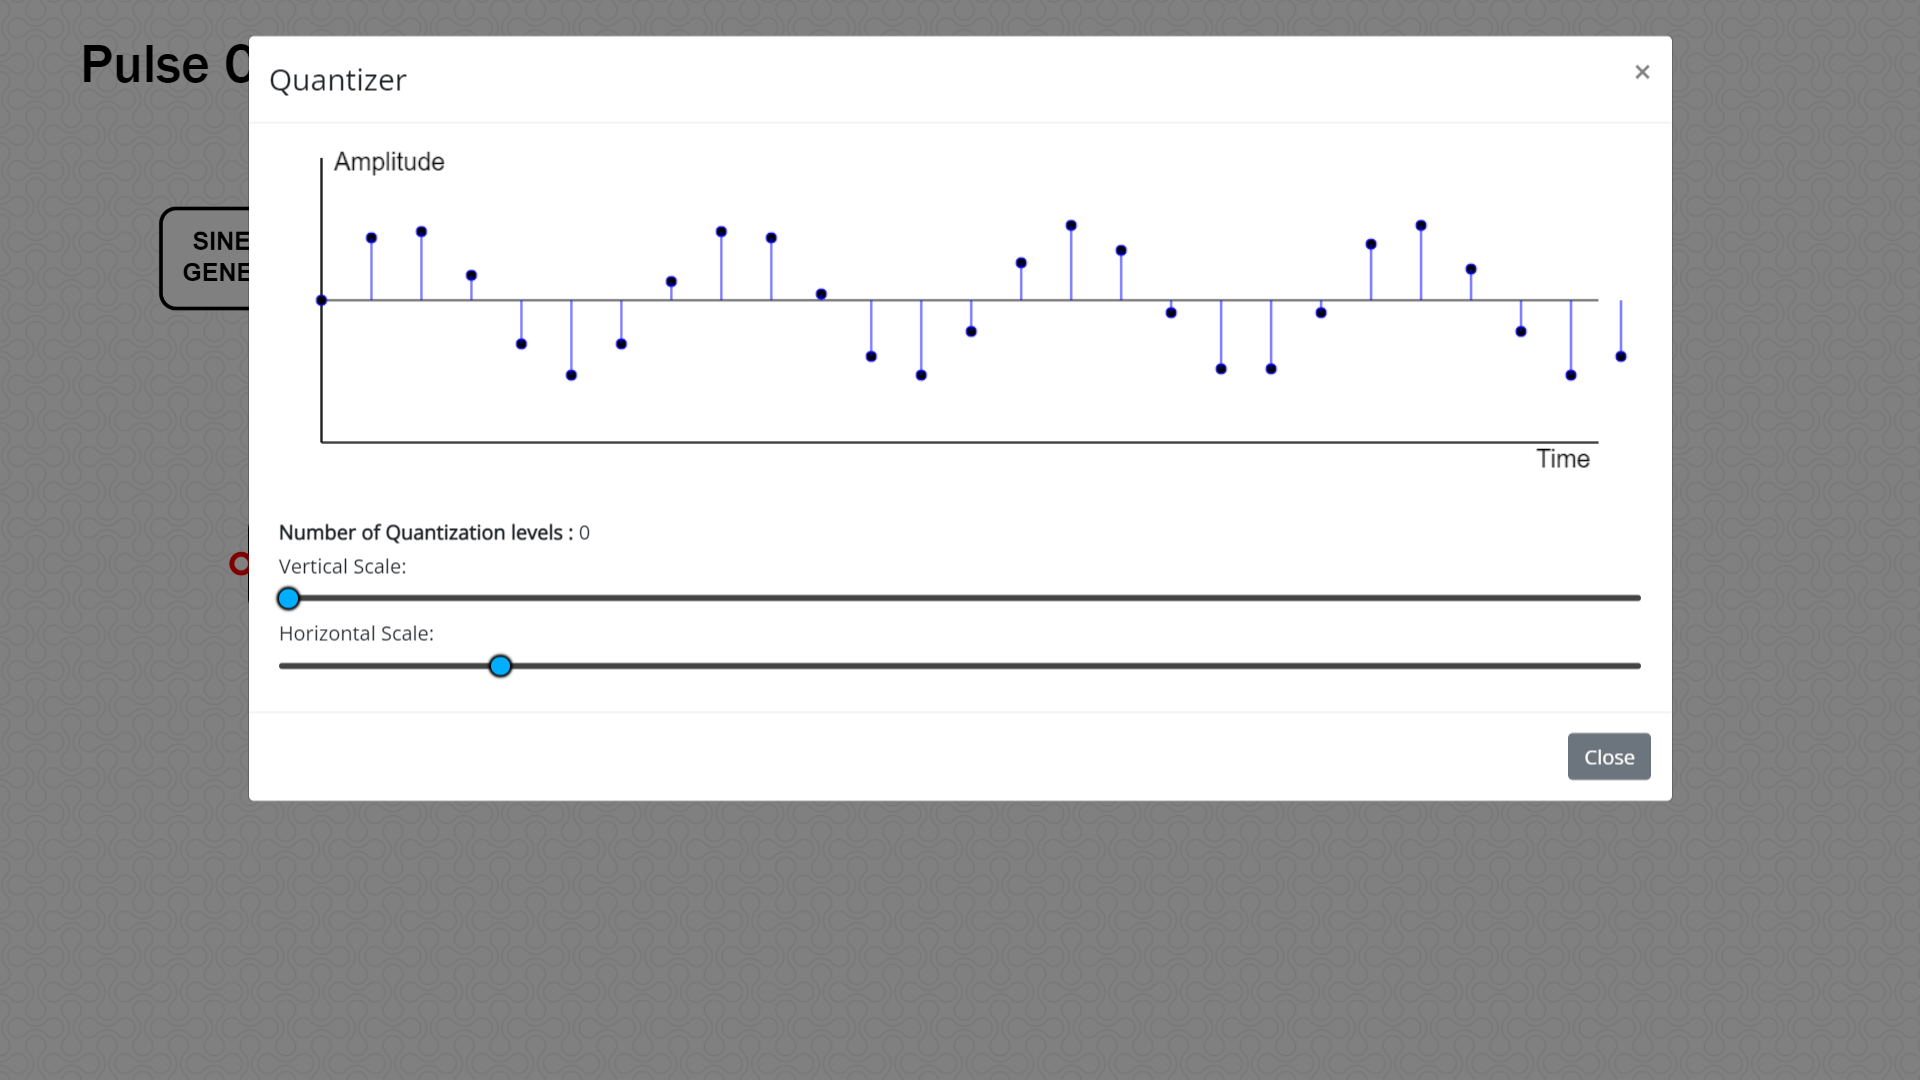 Pulse C
Quantizer
×
SINE
GENE
Amplitude
Time
Number of Quantization levels : 0
Vertical Scale:
Horizontal Scale:
Close